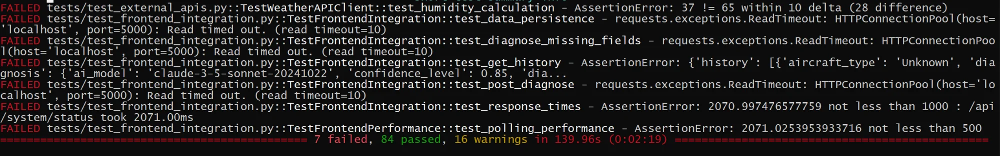 FAILED tests/test_external_apis.py::TestWeatherAPIClient::test_humidity_calculation - AssertionError: 37 != 65 within 10 delta (28 difference)
FAILED tests/test_frontend_integration.py::TestFrontendIntegration::test_data_persistence - requests.exceptions.ReadTimeout: HTTPConnectionPool(host=
'localhost', port=5000): Read timed out. (read timeout=10)
FAILED tests/test_frontend_integration.py::TestFrontendIntegration::test_diagnose_missing_fields - requests.exceptions.ReadTimeout: HTTPConnectionPoo
l(host='localhost', port=5000): Read timed out. (read timeout=10)
FAILED tests/test_frontend_integration.py::TestFrontendIntegration::test_get_history - AssertionError: {'history': [{'aircraft_type': 'Unknown', 'dia
gnosis': {'ai_model': 'claude-3-5-sonnet-20241022', 'confidence_level': 0.85, 'dia...
FAILED tests/test_frontend_integration.py::TestFrontendIntegration::test_post_diagnose - requests.exceptions.ReadTimeout: HTTPConnectionPool(host='lo
calhost', port=5000): Read timed out. (read timeout=10)
FAILED tests/test_frontend_integration.py::TestFrontendIntegration::test_response_times - AssertionError: 2070.997476577759 not less than 1000 : /api
/system/status took 2071.00ms
FAILED tests/test_frontend_integration.py::TestFrontendPerformance::test_polling_performance - AssertionError: 2071.0253953933716 not less than 500
============================================== 7 failed, 84 passed, 16 warnings in 139.96s (0:02:19) ===============================================